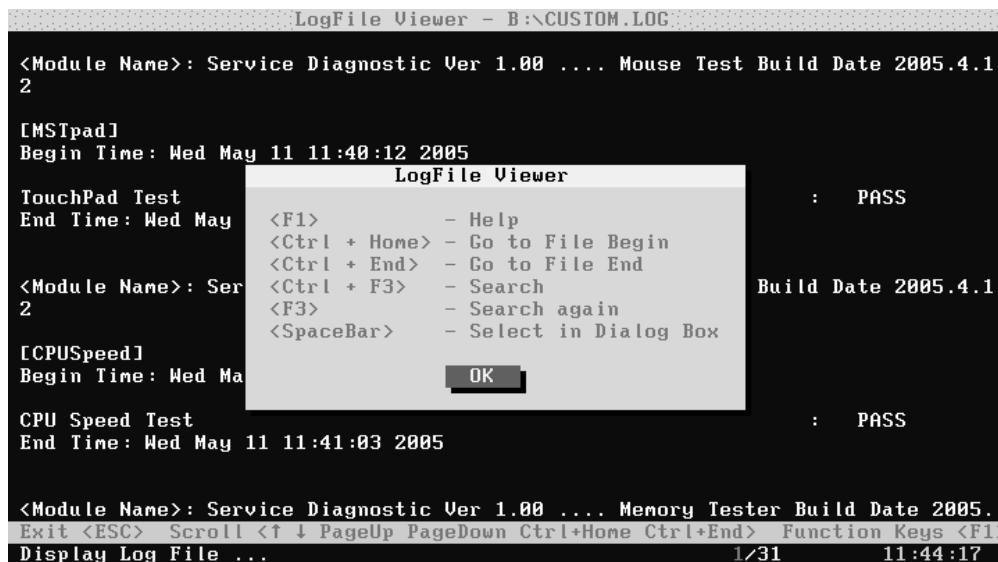 LogFile Viewer - B:\CUSTOM.LOG
<Module Name>: Service Diagnostic Ver 1.00 .... Mouse Test Build Date 2005.4.1
2
[MSTpad]
Begin Time: Wed May 11 11:40:12 2005
TouchPad Test : PASS
End Time: Wed May
<Module Name>: Ser Build Date 2005.4.1
2
[CPUSpeed]
Begin Time: Wed Ma
CPU Speed Test : PASS
End Time: Wed May 11 11:41:03 2005
<Module Name>: Service Diagnostic Ver 1.00 .... Memory Tester Build Date 2005.
LogFile Viewer
<F1> - Help
<Ctrl + Home> - Go to File Begin
<Ctrl + End> - Go to File End
<Ctrl + F3> - Search
<F3> - Search again
<SpaceBar> - Select in Dialog Box
OK
Exit <ESC> Scroll <↑ ↓ PageUp PageDown Ctrl+Home Ctrl+End> Function Keys <F1
Display Log File ... 1/31 11:44:17